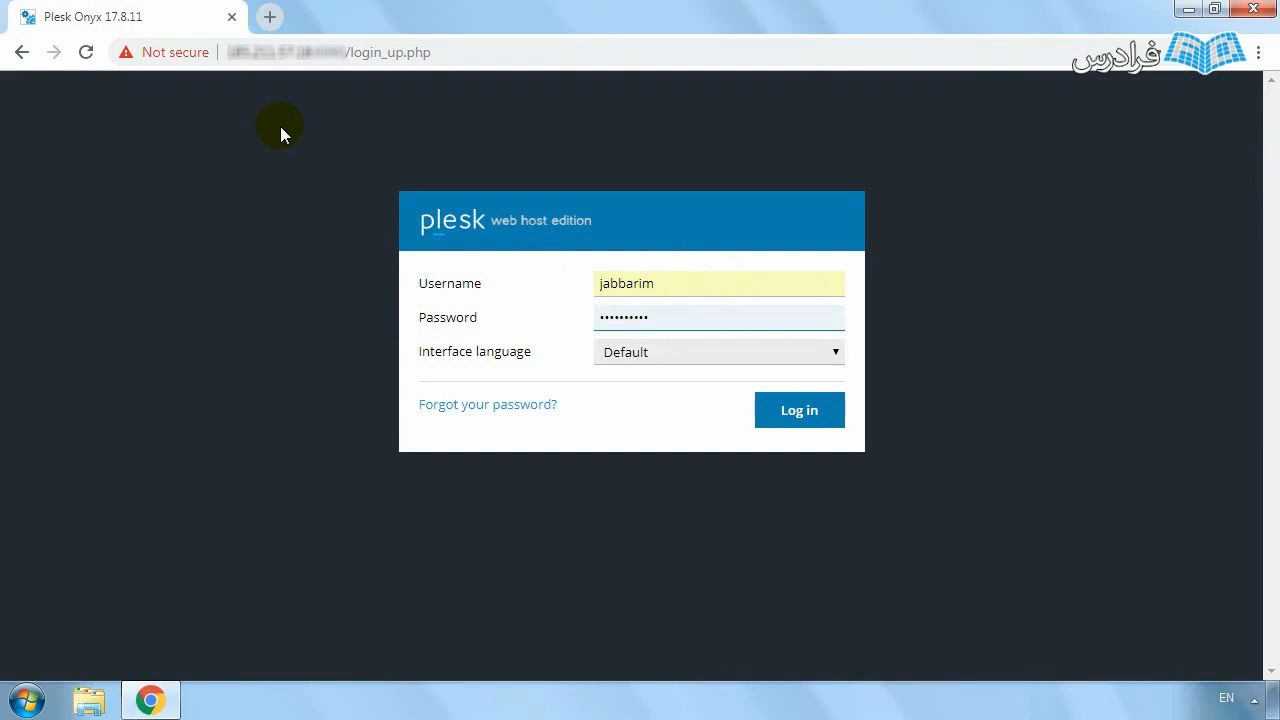 Plesk Onyx 17.8.11
Not secure /login_up.php
فرادرس
plesk web host edition
Username jabbarim
Password ••••••••••
Interface language Default
Forgot your password? Log in
EN